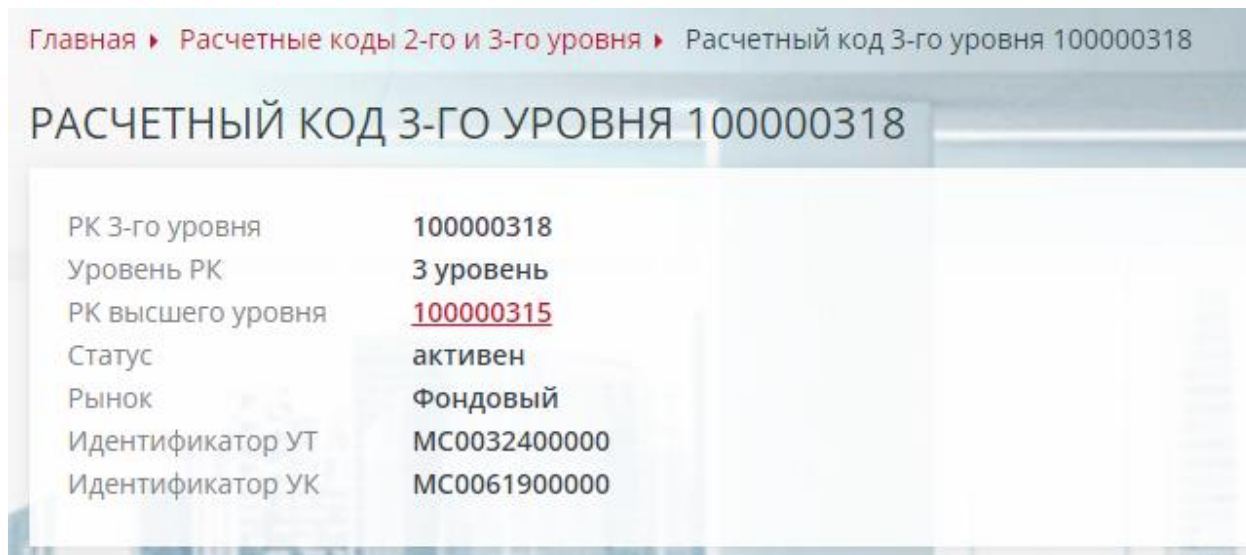 Главная ▸ Расчетные коды 2-го и 3-го уровня ▸ Расчетный код 3-го уровня 100000318
РАСЧЕТНЫЙ КОД 3-ГО УРОВНЯ 100000318
РК 3-го уровня 100000318
Уровень РК 3 уровень
РК высшего уровня 100000315
Статус активен
Рынок Фондовый
Идентификатор УТ MC0032400000
Идентификатор УК MC0061900000